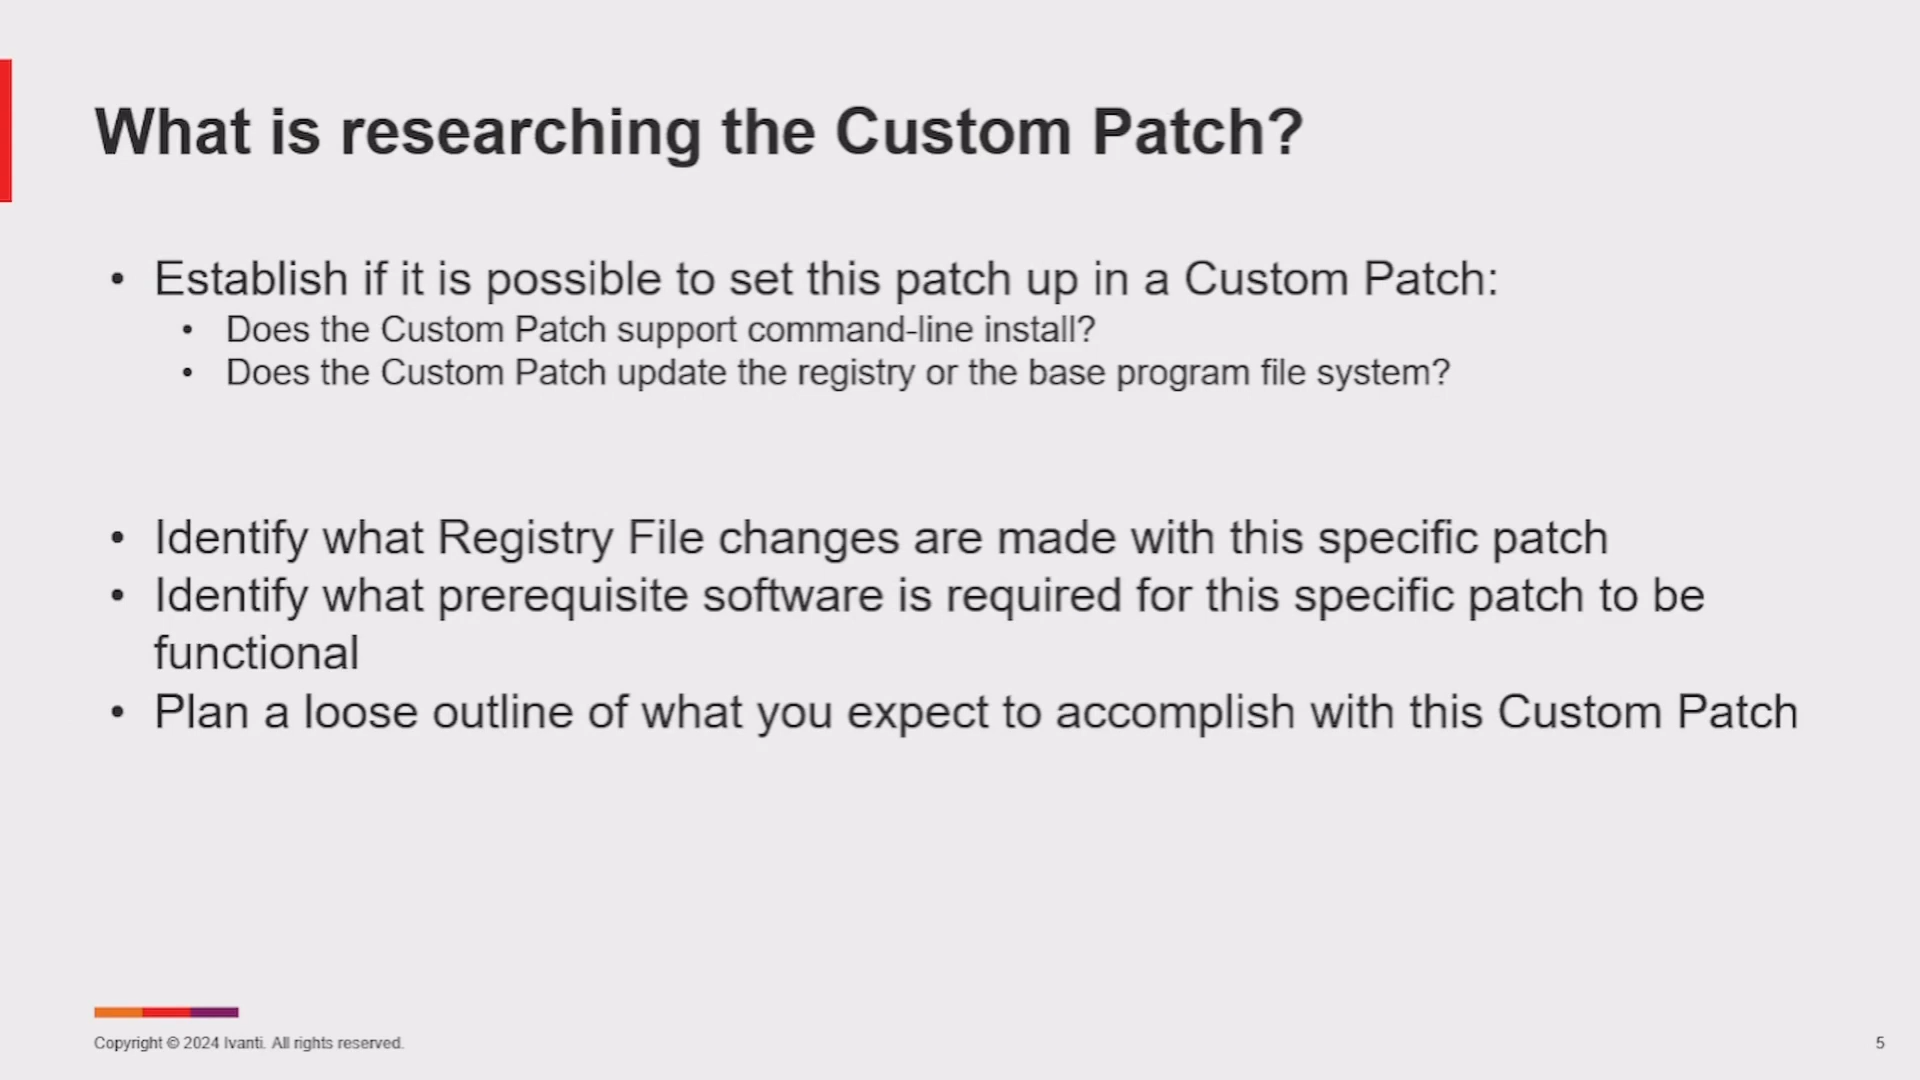 What is researching the Custom Patch?
• Establish if it is possible to set this patch up in a Custom Patch:
• Does the Custom Patch support command-line install?
• Does the Custom Patch update the registry or the base program file system?
• Identify what Registry File changes are made with this specific patch
• Identify what prerequisite software is required for this specific patch to be
functional
• Plan a loose outline of what you expect to accomplish with this Custom Patch
Copyright © 2024 Ivanti. All rights reserved.
5